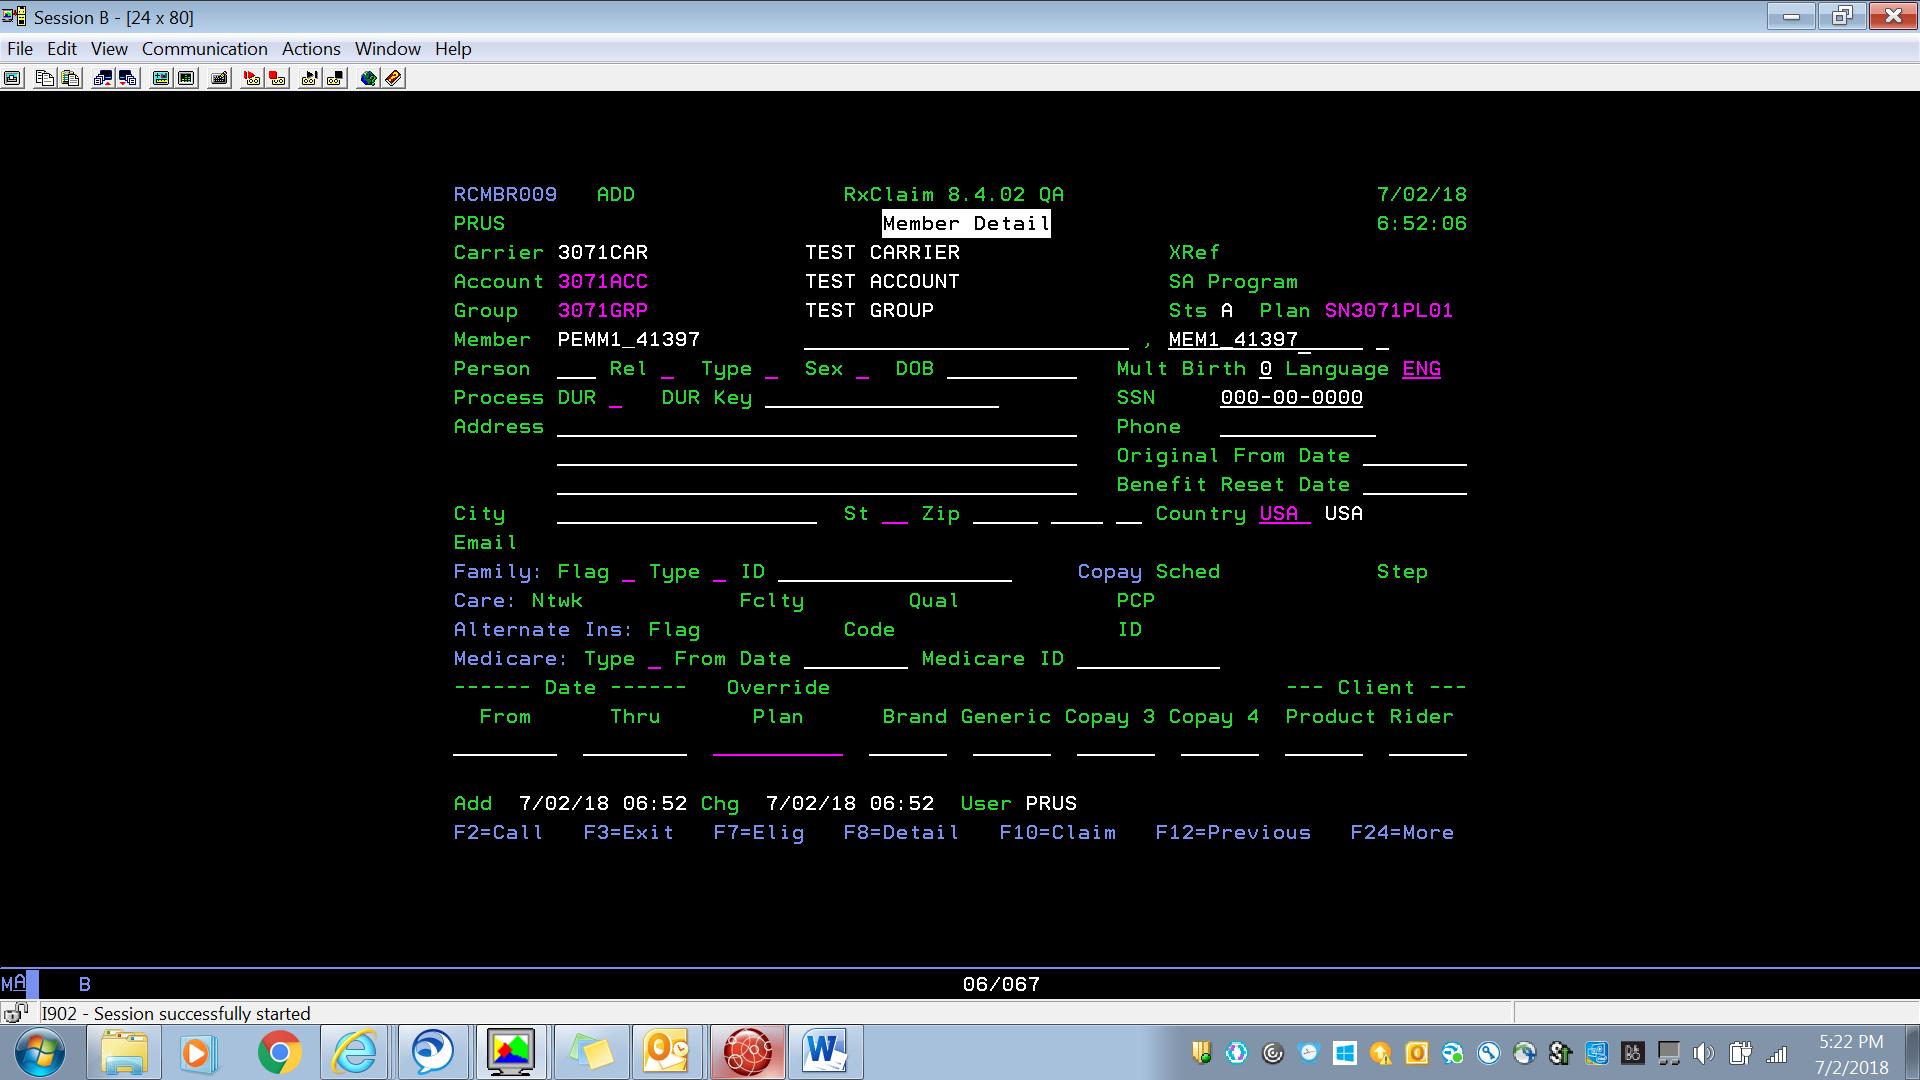 Session B - [24 x 80]
File Edit View Communication Actions Window Help
RCMBR009 ADD RxClaim 8.4.02 QA 7/02/18
PRUS Member Detail 6:52:06
Carrier 3071CAR TEST CARRIER XRef
Account 3071ACC TEST ACCOUNT SA Program
Group 3071GRP TEST GROUP Sts A Plan SN3071PL01
Member PEMM1_41397 , MEM1_41397
Person Rel Type Sex DOB Mult Birth 0 Language ENG
Process DUR DUR Key SSN 000-00-0000
Address Phone
Original From Date
Benefit Reset Date
City St Zip Country USA USA
Email
Family: Flag Type ID Copay Sched Step
Care: Ntwk Fclty Qual PCP
Alternate Ins: Flag Code ID
Medicare: Type From Date Medicare ID
------ Date ------ Override --- Client ---
From Thru Plan Brand Generic Copay 3 Copay 4 Product Rider
Add 7/02/18 06:52 Chg 7/02/18 06:52 User PRUS
F2=Call F3=Exit F7=Elig F8=Detail F10=Claim F12=Previous F24=More
MA B 06/067
I902 - Session successfully started
5:22 PM
7/2/2018